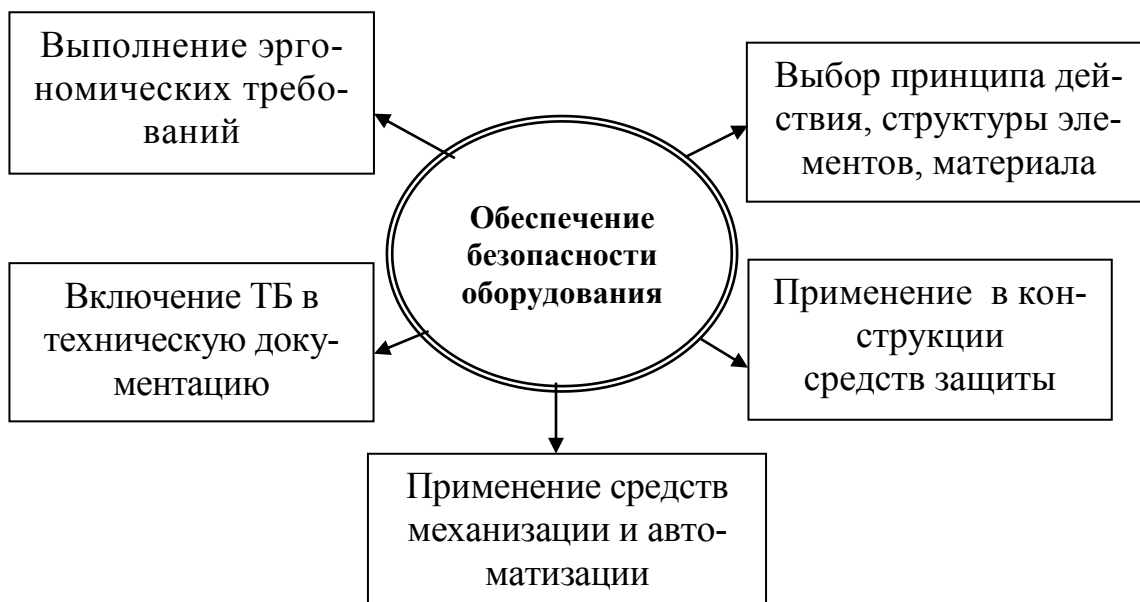 Выполнение эрго-
номических требо-
ваний
Выбор принципа дей-
ствия, структуры эле-
ментов, материала
Обеспечение
безопасности
оборудования
Включение ТБ в
техническую доку-
ментацию
Применение в кон-
струкции
средств защиты
Применение средств
механизации и авто-
матизации